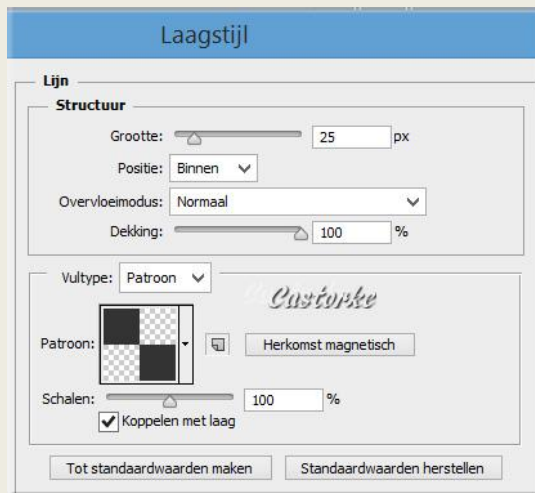 Laagstijl
Lijn
Structuur
Grootte: 25 px
Positie: Binnen
Overvloeimodus: Normaal
Dekking: 100 %
Vultype: Patroon
Castorke
Patroon: Herkomst magnetisch
Schalen: 100 %
Koppelen met laag
Tot standaardwaarden maken Standaardwaarden herstellen